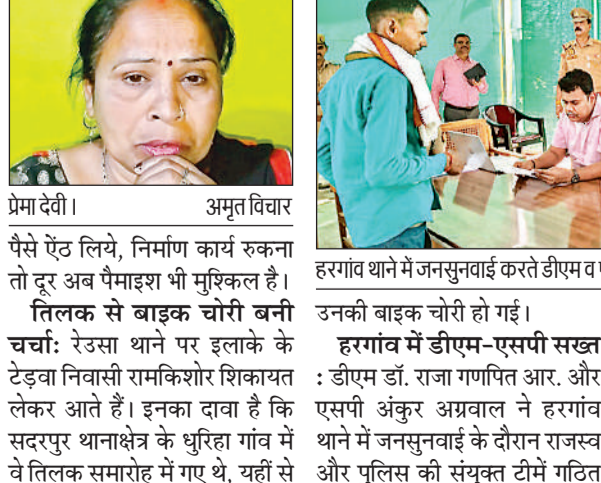 प्रेमा देवी। अमृत विचार
पैसे ऐंठ लिये, निर्माण कार्य रुकना
तो दूर अब पैमाइश भी मुश्किल है।
तिलक से बाइक चोरी बनी
चर्चाः रेउसा थाने पर इलाके के
टेड़वा निवासी रामकिशोर शिकायत
लेकर आते हैं। इनका दावा है कि
सदरपुर थानाक्षेत्र के धुरिहा गांव में
वे तिलक समारोह में गए थे, यहीं से
हरगांव थाने में जनसुनवाई करते डीएम व
उनकी बाइक चोरी हो गई।
हरगांव में डीएम-एसपी सख्त
: डीएम डॉ. राजा गणपित आर. और
एसपी अंकुर अग्रवाल ने हरगांव
थाने में जनसुनवाई के दौरान राजस्व
और पुलिस की संयुक्त टीमें गठित